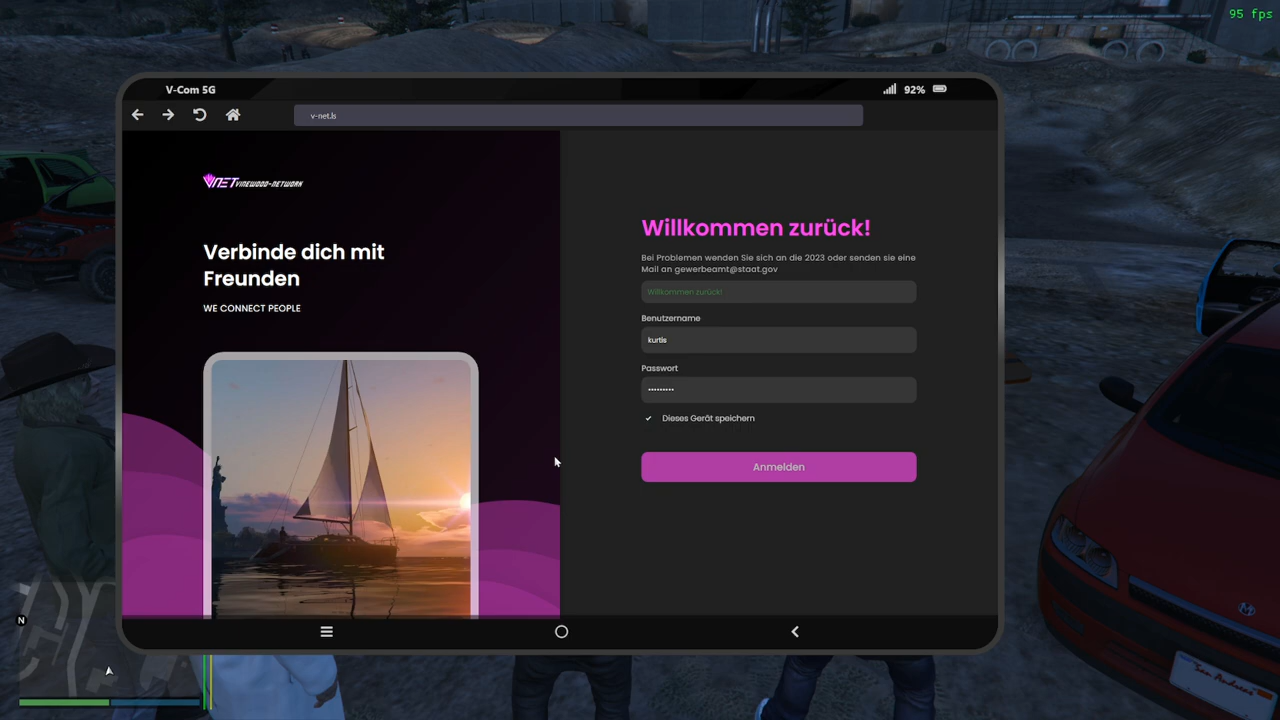 95 fps
V-Com 5G
92%
v-net.ls
VNET VINEWOOD-NETWORK
Verbinde dich mit
Freunden
WE CONNECT PEOPLE
Willkommen zurück!
Bei Problemen wenden Sie sich an die 2023 oder senden sie eine
Mail an gewerbeamt@staat.gov
Willkommen zurück!
Benutzername
kurtis
Passwort
•••••••••
Dieses Gerät speichern
Anmelden
N
San Andreas